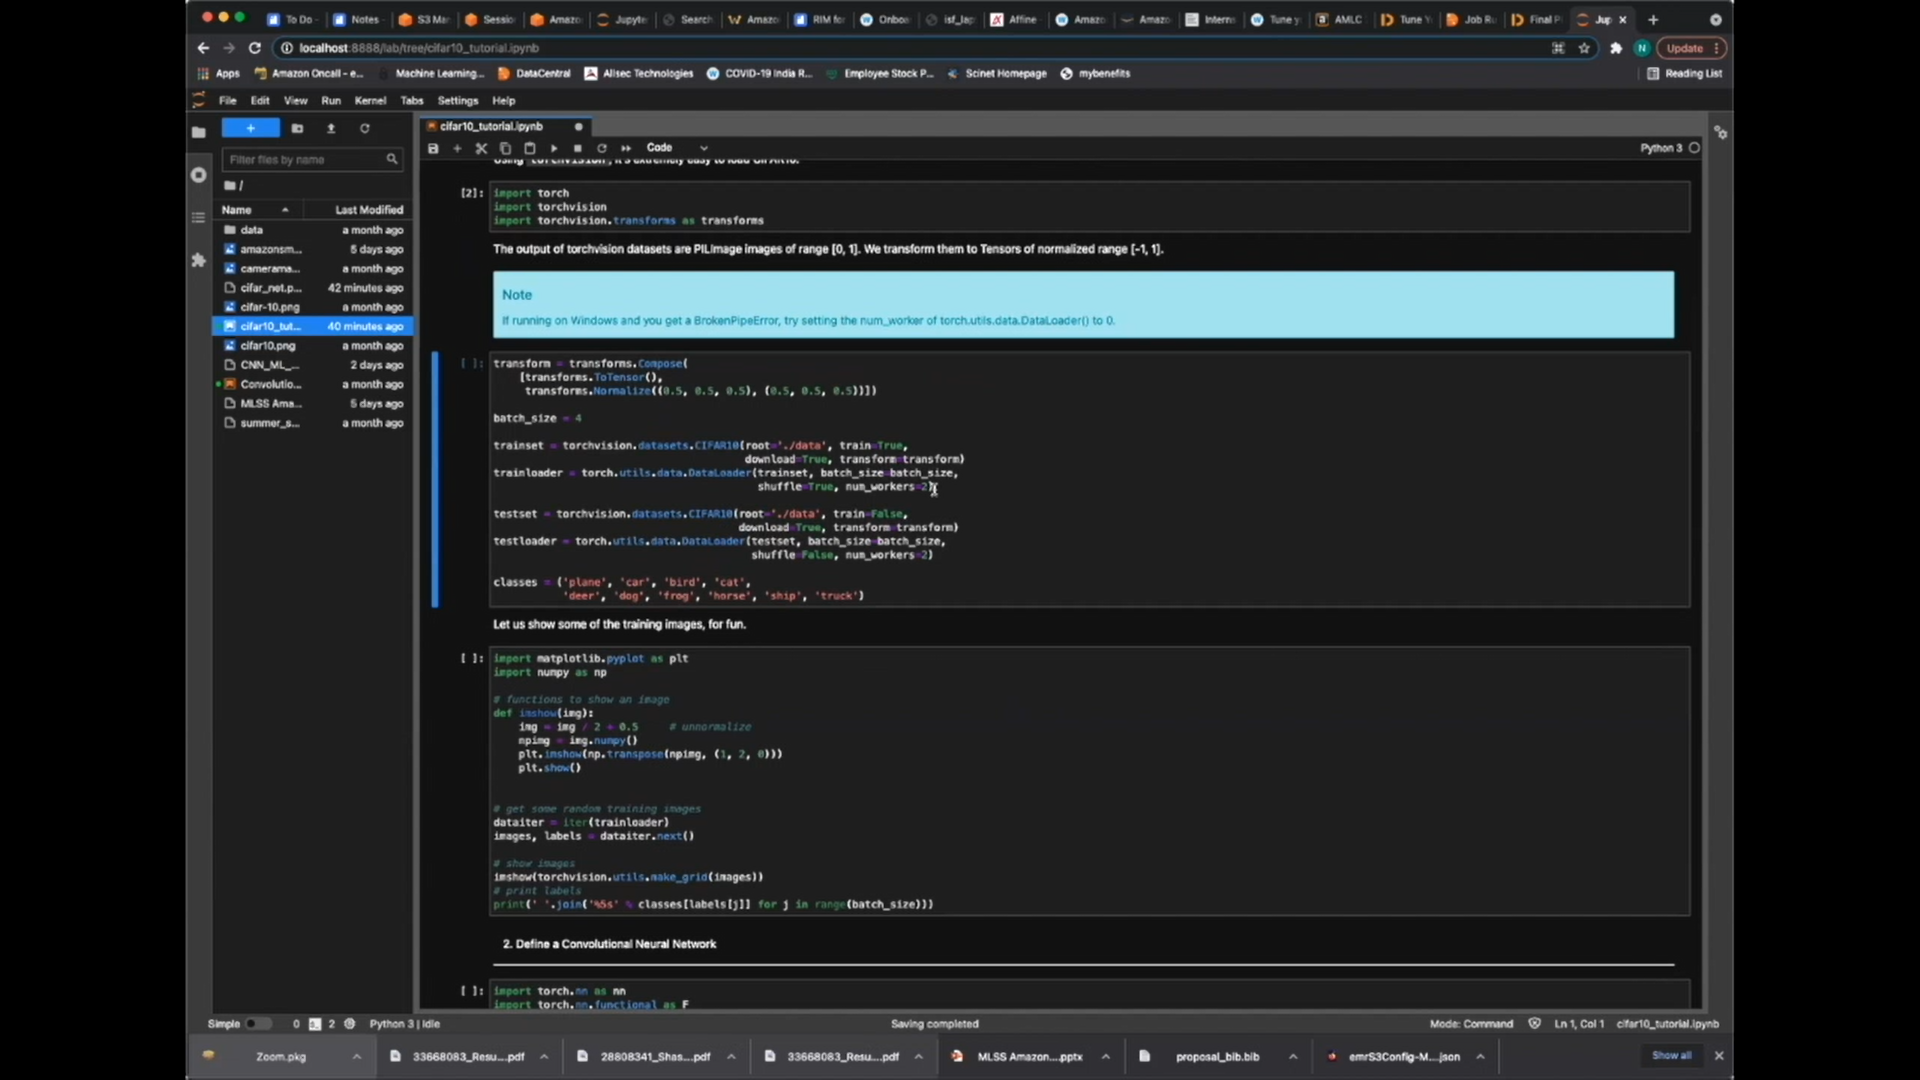 To Do - Notes S3 Mar Sessio Amazo Jupyte Search Amazo RIM for Onboa isf_lap Affine Amazo Amazo Intern Tune y AMLC Tune Y Job Ru Final P Jup
localhost:8888/lab/tree/cifar10_tutorial.ipynb N Update
Apps Amazon Oncall – e... Machine Learning... DataCentral Allsec Technologies COVID-19 India R... Employee Stock P... Scinet Homepage mybenefits Reading List
File Edit View Run Kernel Tabs Settings Help
cifar10_tutorial.ipynb
Code Python 3
Filter files by name
/
Name Last Modified
data a month ago
amazonsm... 5 days ago
camerama... a month ago
cifar_net.p... 42 minutes ago
cifar-10.png a month ago
cifar10_tut... 40 minutes ago
cifar10.png a month ago
CNN_ML_... 2 days ago
Convolutio... a month ago
MLSS Ama... 5 days ago
summer_s... a month ago
Using torchvision, it's extremely easy to load CIFAR10.
[2]: import torch
import torchvision
import torchvision.transforms as transforms
The output of torchvision datasets are PILImage images of range [0, 1]. We transform them to Tensors of normalized range [-1, 1].
Note
If running on Windows and you get a BrokenPipeError, try setting the num_worker of torch.utils.data.DataLoader() to 0.
[ ]: transform = transforms.Compose(
[transforms.ToTensor(),
transforms.Normalize((0.5, 0.5, 0.5), (0.5, 0.5, 0.5))])
batch_size = 4
trainset = torchvision.datasets.CIFAR10(root='./data', train=True,
download=True, transform=transform)
trainloader = torch.utils.data.DataLoader(trainset, batch_size=batch_size,
shuffle=True, num_workers=2)
testset = torchvision.datasets.CIFAR10(root='./data', train=False,
download=True, transform=transform)
testloader = torch.utils.data.DataLoader(testset, batch_size=batch_size,
shuffle=False, num_workers=2)
classes = ('plane', 'car', 'bird', 'cat',
'deer', 'dog', 'frog', 'horse', 'ship', 'truck')
Let us show some of the training images, for fun.
[ ]: import matplotlib.pyplot as plt
import numpy as np
# functions to show an image
def imshow(img):
img = img / 2 + 0.5 # unnormalize
npimg = img.numpy()
plt.imshow(np.transpose(npimg, (1, 2, 0)))
plt.show()
# get some random training images
dataiter = iter(trainloader)
images, labels = dataiter.next()
# show images
imshow(torchvision.utils.make_grid(images))
# print labels
print(' '.join('%5s' % classes[labels[j]] for j in range(batch_size)))
2. Define a Convolutional Neural Network
[ ]: import torch.nn as nn
import torch.nn.functional as F
Simple 0 2 Python 3 | Idle Saving completed Mode: Command Ln 1, Col 1 cifar10_tutorial.ipynb
Zoom.pkg 33668083_Resu....pdf 28808341_Shas....pdf 33668083_Resu....pdf MLSS Amazon....pptx proposal_bib.bib emrS3Config-M....json Show all